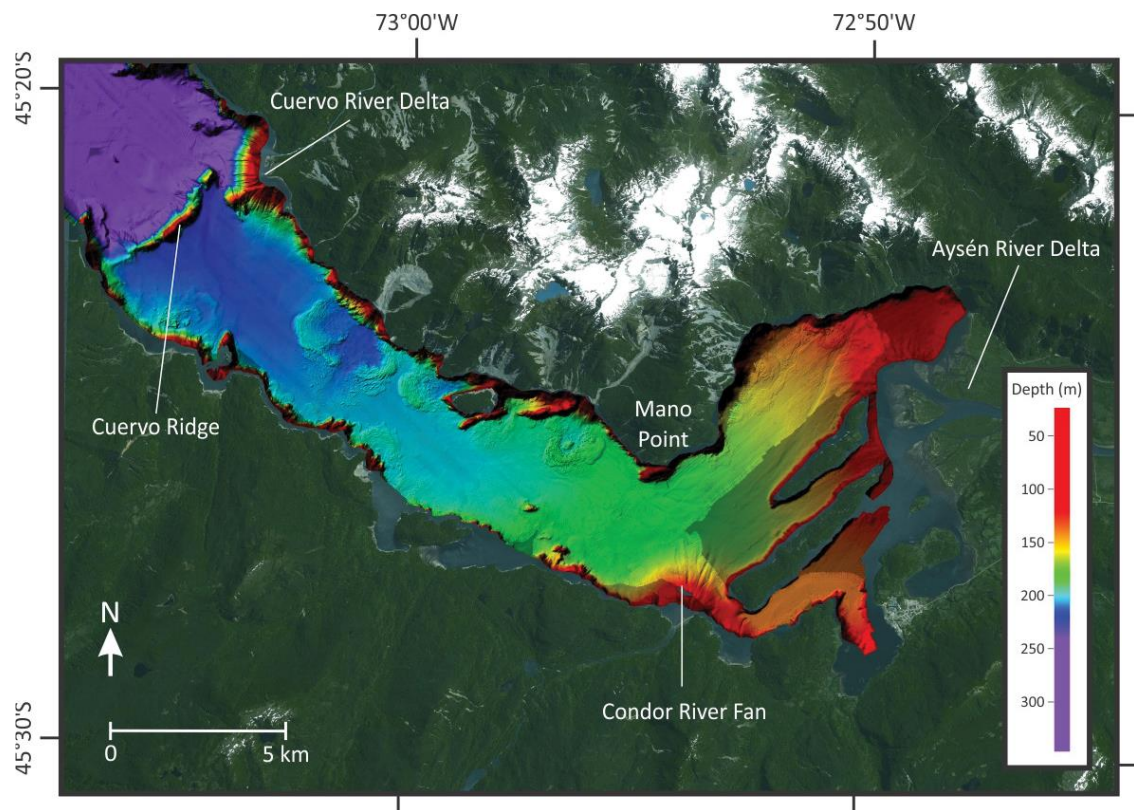 73°00'W
72°50'W
45°20'S
Cuervo River Delta
Aysén River Delta
Depth (m)
50
100
150
200
250
300
Mano
Point
Cuervo Ridge
N
Condor River Fan
0
5 km
45°30'S